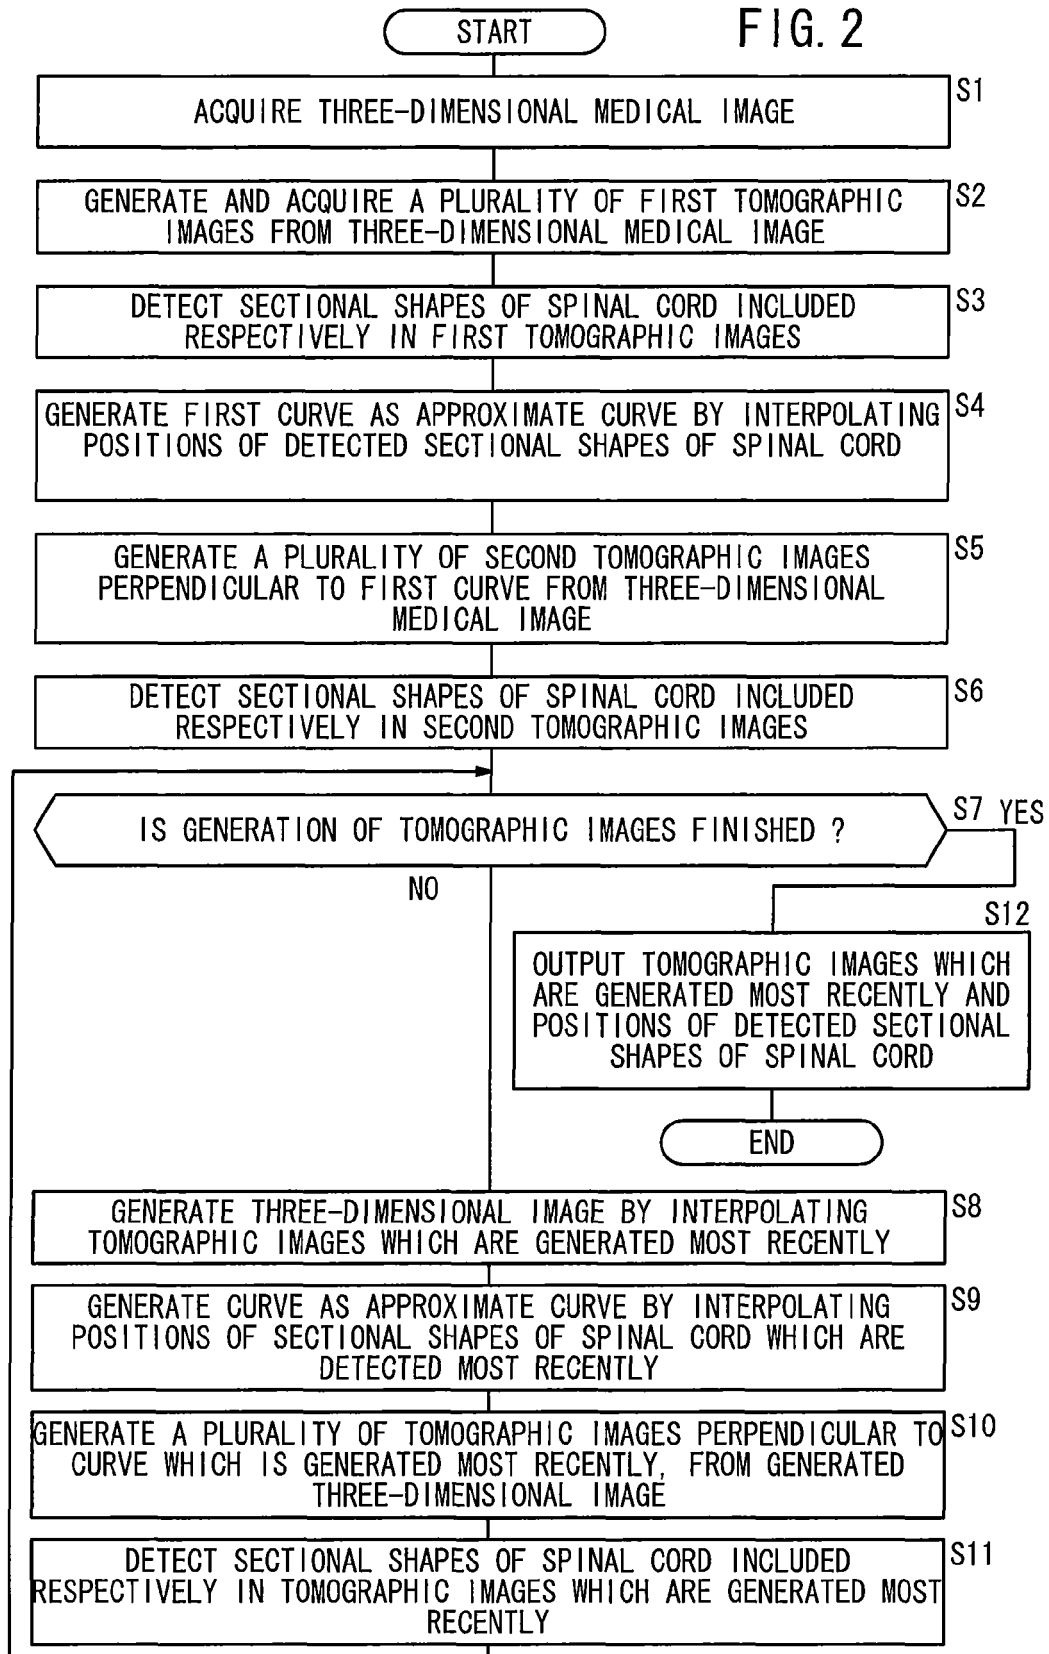 FIG. 2
START
S1
ACQUIRE THREE-DIMENSIONAL MEDICAL IMAGE
S2
GENERATE AND ACQUIRE A PLURALITY OF FIRST TOMOGRAPHIC
IMAGES FROM THREE-DIMENSIONAL MEDICAL IMAGE
S3
DETECT SECTIONAL SHAPES OF SPINAL CORD INCLUDED
RESPECTIVELY IN FIRST TOMOGRAPHIC IMAGES
S4
GENERATE FIRST CURVE AS APPROXIMATE CURVE BY INTERPOLATING
POSITIONS OF DETECTED SECTIONAL SHAPES OF SPINAL CORD
S5
GENERATE A PLURALITY OF SECOND TOMOGRAPHIC IMAGES
PERPENDICULAR TO FIRST CURVE FROM THREE-DIMENSIONAL
MEDICAL IMAGE
S6
DETECT SECTIONAL SHAPES OF SPINAL CORD INCLUDED
RESPECTIVELY IN SECOND TOMOGRAPHIC IMAGES
S7 YES
IS GENERATION OF TOMOGRAPHIC IMAGES FINISHED ?
NO
S12
OUTPUT TOMOGRAPHIC IMAGES WHICH
ARE GENERATED MOST RECENTLY AND
POSITIONS OF DETECTED SECTIONAL
SHAPES OF SPINAL CORD
END
S8
GENERATE THREE-DIMENSIONAL IMAGE BY INTERPOLATING
TOMOGRAPHIC IMAGES WHICH ARE GENERATED MOST RECENTLY
S9
GENERATE CURVE AS APPROXIMATE CURVE BY INTERPOLATING
POSITIONS OF SECTIONAL SHAPES OF SPINAL CORD WHICH ARE
DETECTED MOST RECENTLY
S10
GENERATE A PLURALITY OF TOMOGRAPHIC IMAGES PERPENDICULAR TO
CURVE WHICH IS GENERATED MOST RECENTLY, FROM GENERATED
THREE-DIMENSIONAL IMAGE
S11
DETECT SECTIONAL SHAPES OF SPINAL CORD INCLUDED
RESPECTIVELY IN TOMOGRAPHIC IMAGES WHICH ARE GENERATED MOST
RECENTLY